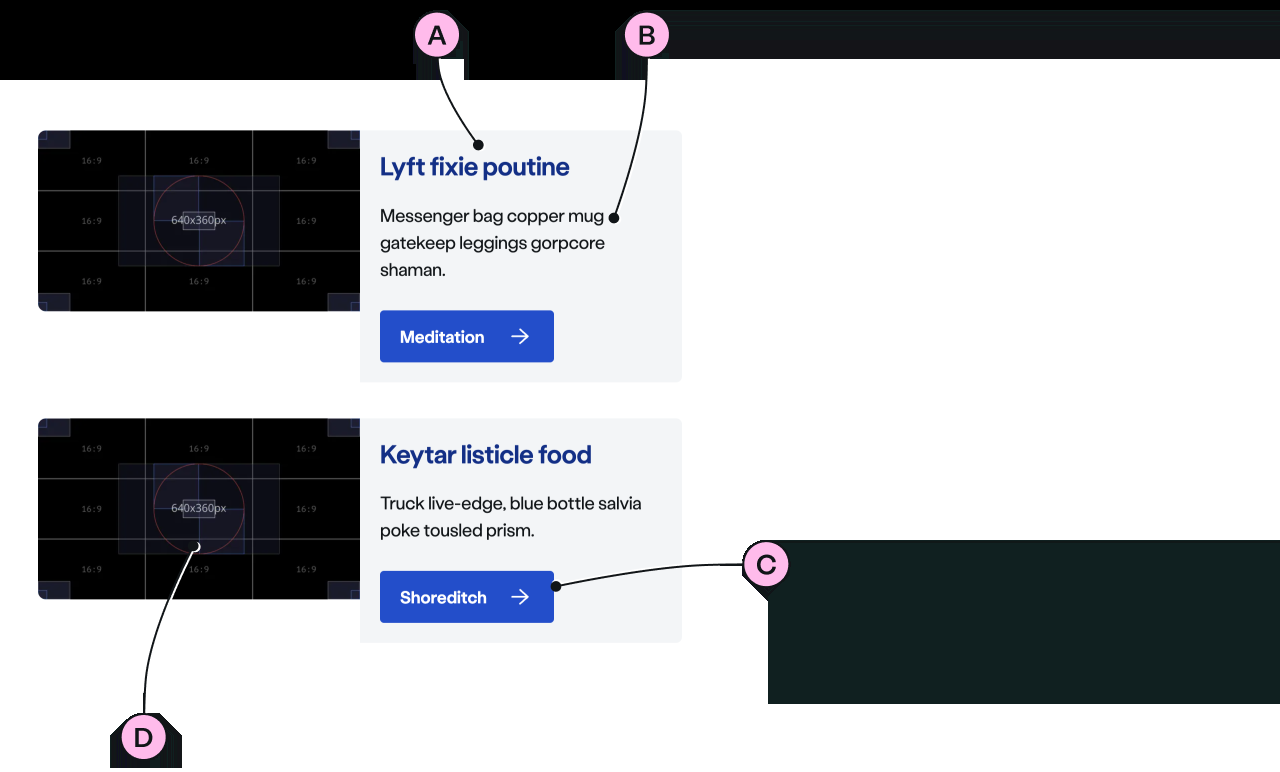 A
B
16:9 16:9 16:9
16:9 640x360px 16:9
16:9 16:9 16:9
Lyft fixie poutine
Messenger bag copper mug
gatekeep leggings gorpcore
shaman.
Meditation
16:9 16:9 16:9
16:9 640x360px 16:9
16:9 16:9 16:9
Keytar listicle food
Truck live-edge, blue bottle salvia
poke tousled prism.
Shoreditch
C
D